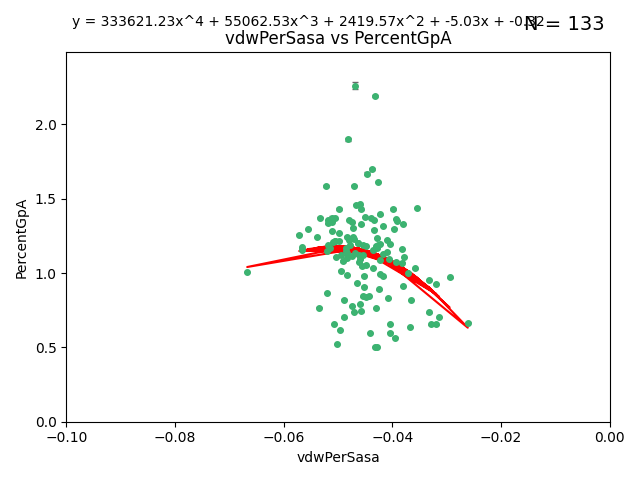 y = 333621.23x^4 + 55062.53x^3 + 2419.57x^2 + -5.03x +
N = 133
vdwPerSasa vs PercentGpA
PercentGpA
2.0
1.5
1.0
0.5
0.0
−0.10 −0.08 −0.06 −0.04 −0.02 0.00
vdwPerSasa